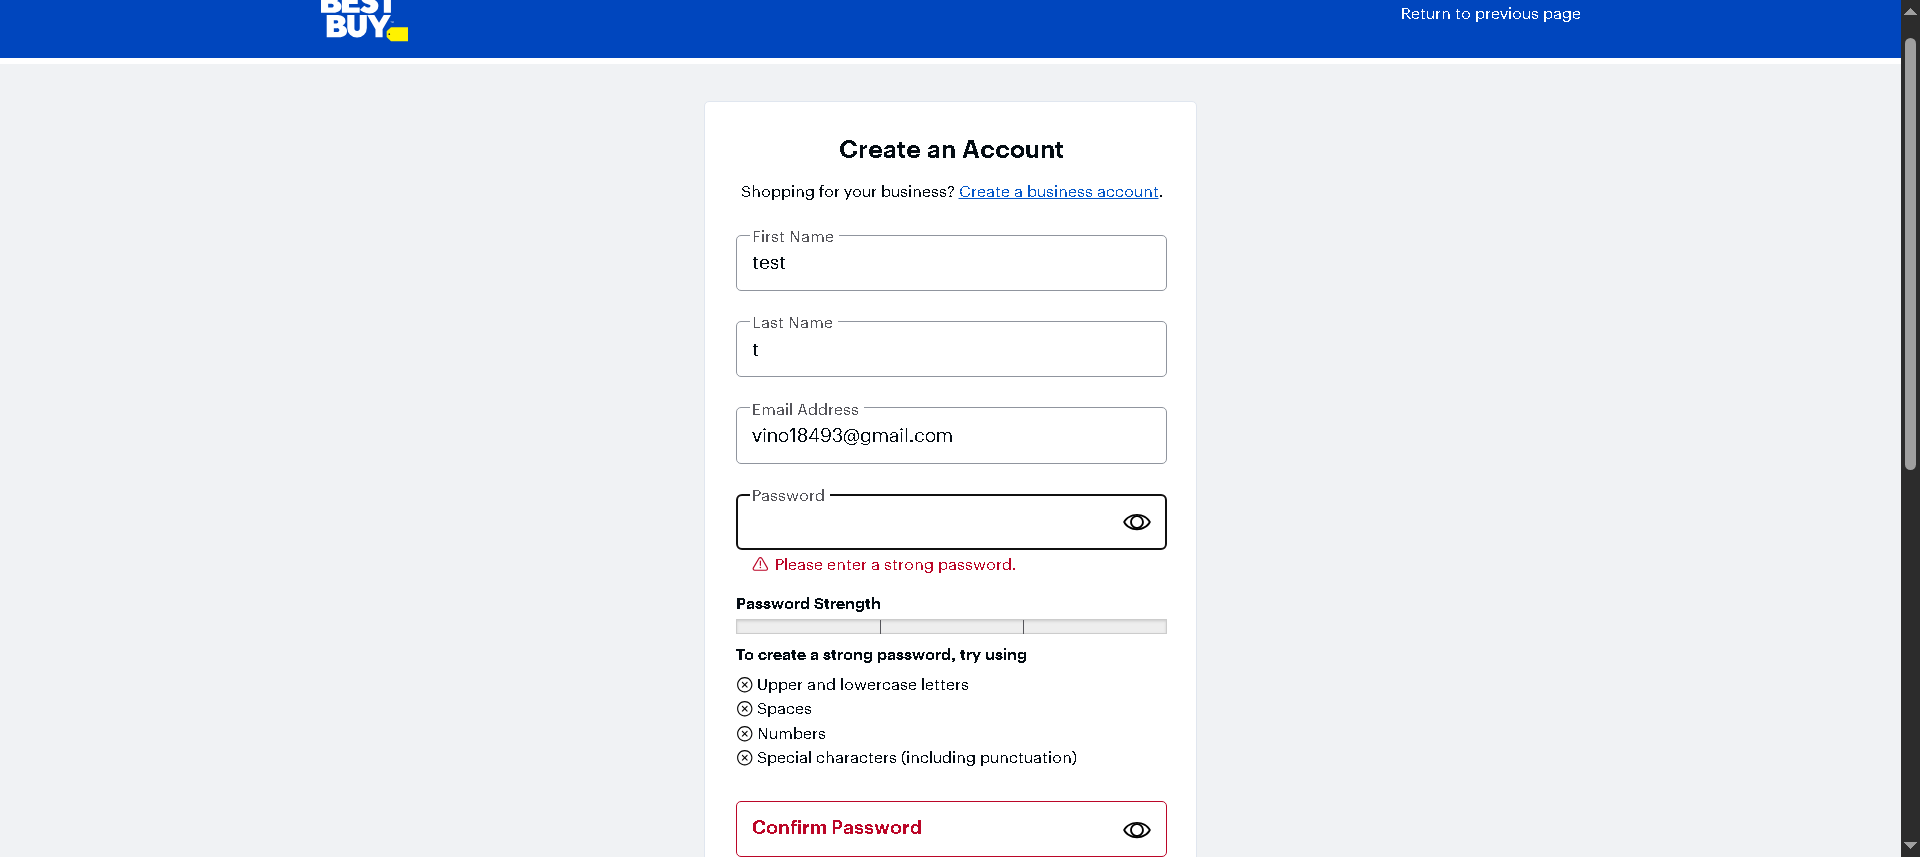 BEST
BUY
Return to previous page
Create an Account
Shopping for your business? Create a business account.
First Name
test
Last Name
t
Email Address
vino18493@gmail.com
Password
Please enter a strong password.
Password Strength
To create a strong password, try using
Upper and lowercase letters
Spaces
Numbers
Special characters (including punctuation)
Confirm Password